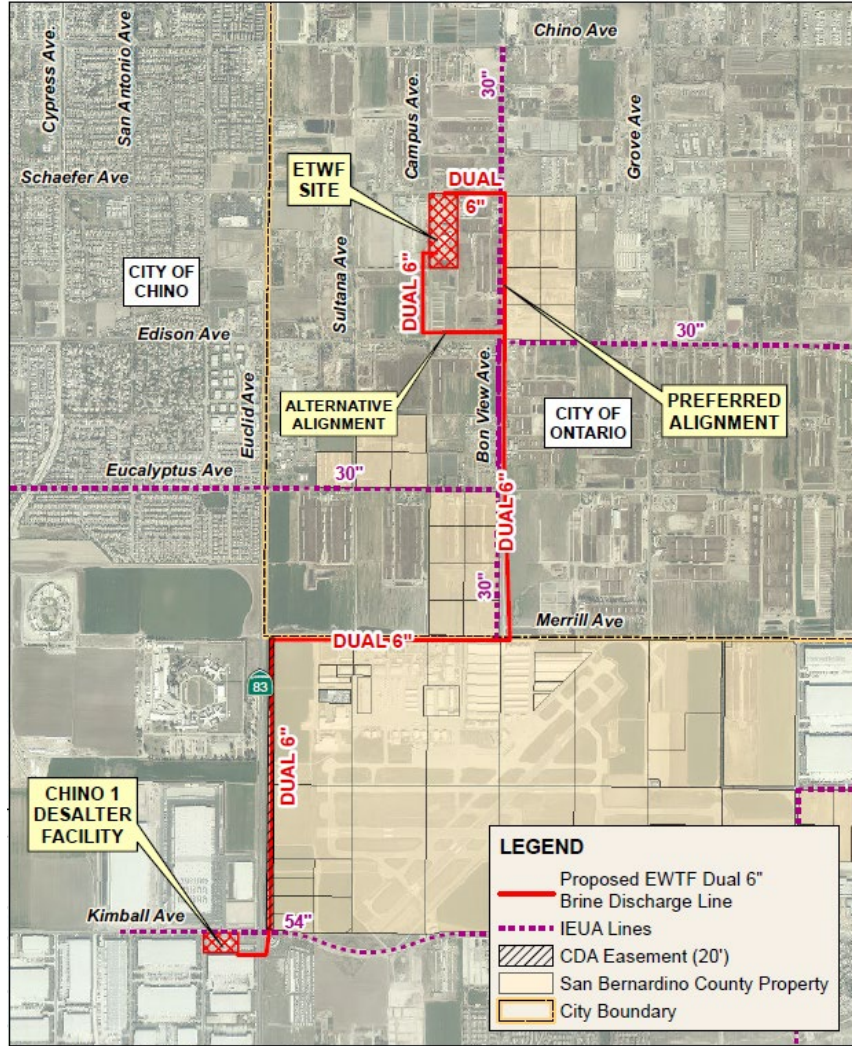 Chino Ave
Cypress Ave.
San Antonio Ave
Campus Ave.
30"
Grove Ave
Schaefer Ave
ETWF
SITE
DUAL
6"
CITY OF
CHINO
Sultana Ave
DUAL 6"
Edison Ave
30"
Euclid Ave
ALTERNATIVE
ALIGNMENT
Bon View Ave.
CITY OF
ONTARIO
PREFERRED
ALIGNMENT
Eucalyptus Ave
30"
DUAL 6"
30"
Merrill Ave
DUAL 6"
83
DUAL 6"
CHINO 1
DESALTER
FACILITY
Kimball Ave
54"
LEGEND
Proposed EWTF Dual 6"
Brine Discharge Line
IEUA Lines
CDA Easement (20')
San Bernardino County Property
City Boundary